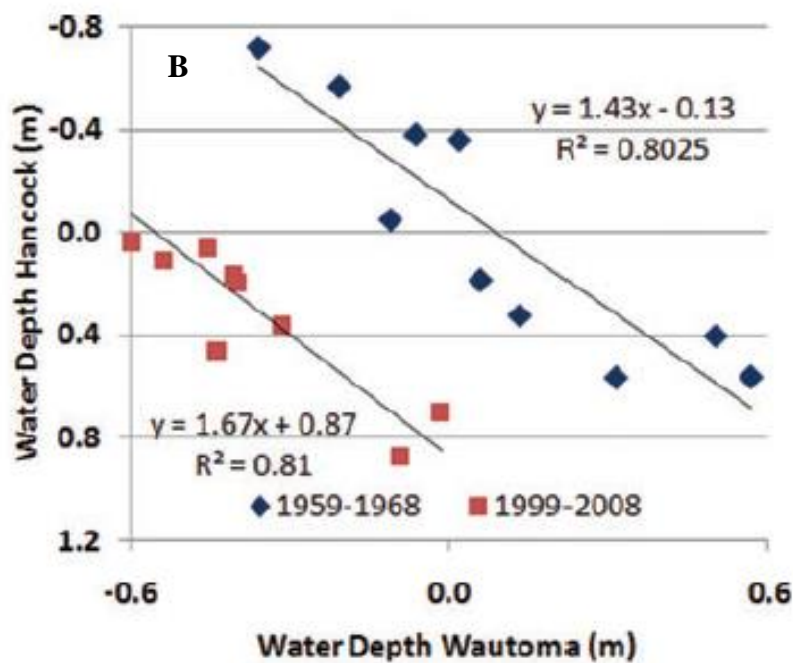 -0.8
B
y = 1.43x - 0.13
R² = 0.8025
-0.4
0.0
0.4
0.8
1.2
Water Depth Hancock (m)
y = 1.67x + 0.87
R² = 0.81
1959-1968
1999-2008
-0.6
0.0
0.6
Water Depth Wautoma (m)